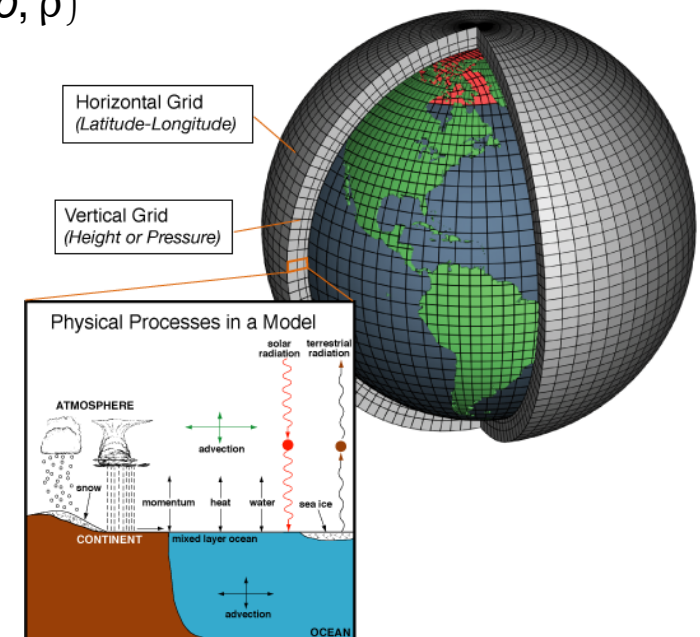 ρ, ρ)
Horizontal Grid
(Latitude-Longitude)
Vertical Grid
(Height or Pressure)
Physical Processes in a Model
solar
radiation
terrestrial
radiation
ATMOSPHERE
advection
snow
momentum
heat
water
sea ice
CONTINENT
mixed layer ocean
advection
OCEAN